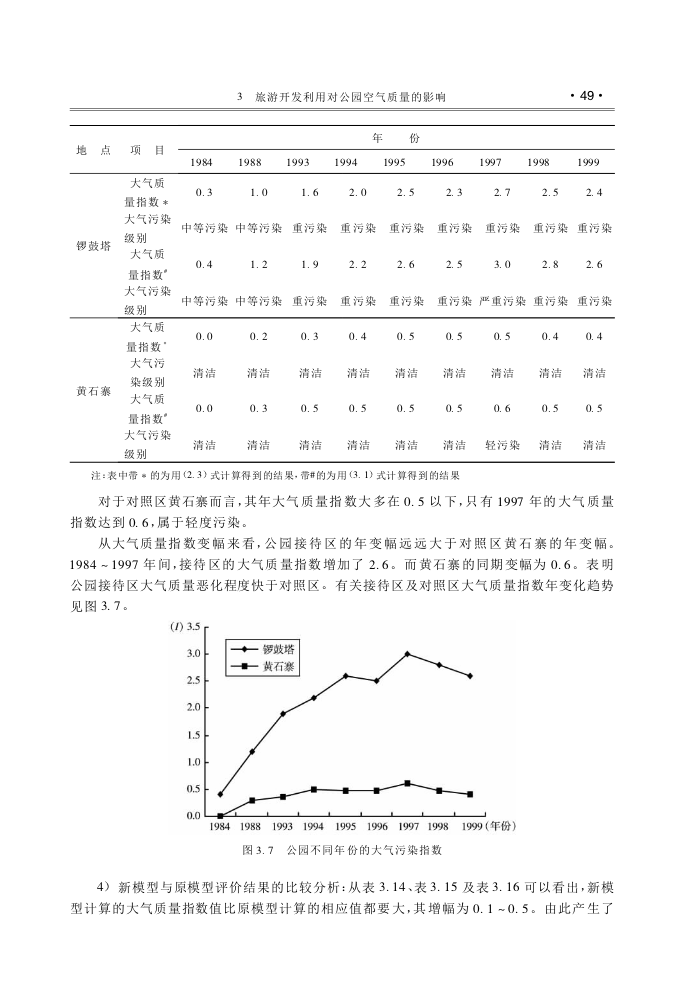 3 旅游开发利用对公园空气质量的影响 ·49·
地 点 项 目 年 份
1984 1988 1993 1994 1995 1996 1997 1998 1999
锣鼓塔
大气质量指数* 0.3 1.0 1.6 2.0 2.5 2.3 2.7 2.5 2.4
大气污染级别 中等污染 中等污染 重污染 重污染 重污染 重污染 重污染 重污染 重污染
大气质量指数# 0.4 1.2 1.9 2.2 2.6 2.5 3.0 2.8 2.6
大气污染级别 中等污染 中等污染 重污染 重污染 重污染 重污染 严重污染 重污染 重污染
黄石寨
大气质量指数* 0.0 0.2 0.3 0.4 0.5 0.5 0.5 0.4 0.4
大气污染级别 清洁 清洁 清洁 清洁 清洁 清洁 清洁 清洁 清洁
大气质量指数# 0.0 0.3 0.5 0.5 0.5 0.5 0.6 0.5 0.5
大气污染级别 清洁 清洁 清洁 清洁 清洁 清洁 轻污染 清洁 清洁
注:表中带*的为用(2.3)式计算得到的结果,带#的为用(3.1)式计算得到的结果
对于对照区黄石寨而言,其年大气质量指数大多在0.5以下,只有1997年的大气质量
指数达到0.6,属于轻度污染。
从大气质量指数变幅来看,公园接待区的年变幅远远大于对照区黄石寨的年变幅。
1984~1997年间,接待区的大气质量指数增加了2.6。而黄石寨的同期变幅为0.6。表明
公园接待区大气质量恶化程度快于对照区。有关接待区及对照区大气质量指数年变化趋势
见图3.7。
(I) 3.5
3.0
2.5
2.0
1.5
1.0
0.5
0.0
锣鼓塔
黄石寨
1984 1988 1993 1994 1995 1996 1997 1998 1999 (年份)
图3.7 公园不同年份的大气污染指数
4) 新模型与原模型评价结果的比较分析:从表3.14、表3.15及表3.16可以看出,新模
型计算的大气质量指数值比原模型计算的相应值都要大,其增幅为0.1~0.5。由此产生了